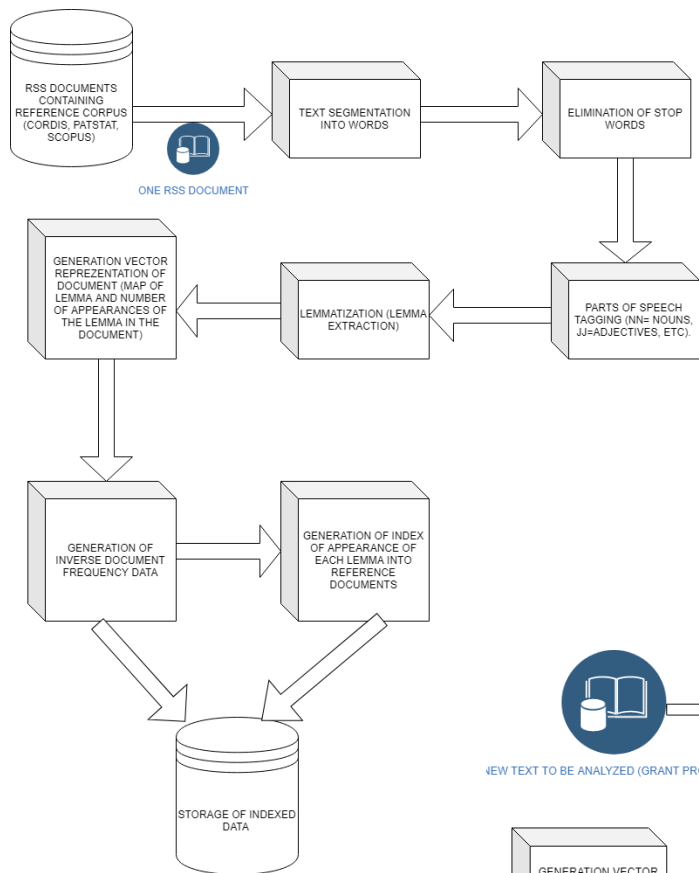 RSS DOCUMENTS
CONTAINING
REFERENCE CORPUS
(CORDIS, PATSTAT,
SCOPUS)
ONE RSS DOCUMENT
TEXT SEGMENTATION
INTO WORDS
ELIMINATION OF STOP
WORDS
GENERATION VECTOR
REPREZENTATION OF
DOCUMENT (MAP OF
LEMMA AND NUMBER
OF APPEARANCES OF
THE LEMMA IN THE
DOCUMENT)
LEMMATIZATION (LEMMA
EXTRACTION)
PARTS OF SPEECH
TAGGING (NN= NOUNS,
JJ=ADJECTIVES, ETC).
GENERATION OF
INVERSE DOCUMENT
FREQUENCY DATA
GENERATION OF INDEX
OF APPEARANCE OF
EACH LEMMA INTO
REFERENCE
DOCUMENTS
STORAGE OF INDEXED
DATA
NEW TEXT TO BE ANALYZED (GRANT
GENERATION VECTOR